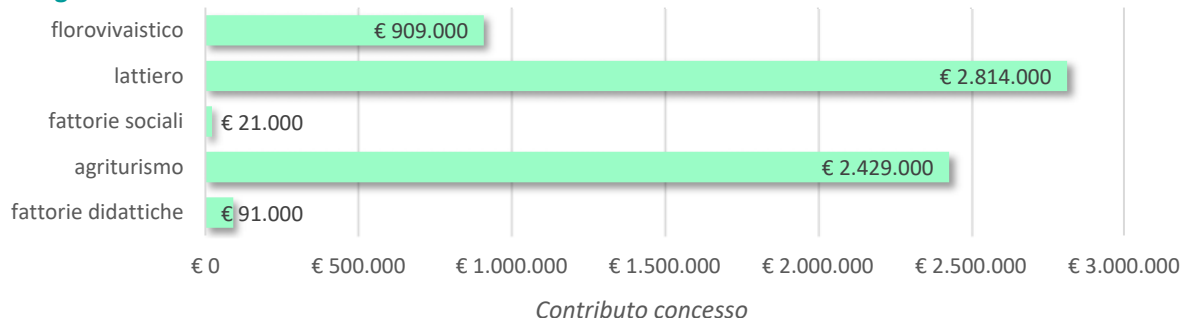 florovivaistico € 909.000
lattiero € 2.814.000
fattorie sociali € 21.000
agriturismo € 2.429.000
fattorie didattiche € 91.000
€ 0 € 500.000 € 1.000.000 € 1.500.000 € 2.000.000 € 2.500.000 € 3.000.000
Contributo concesso